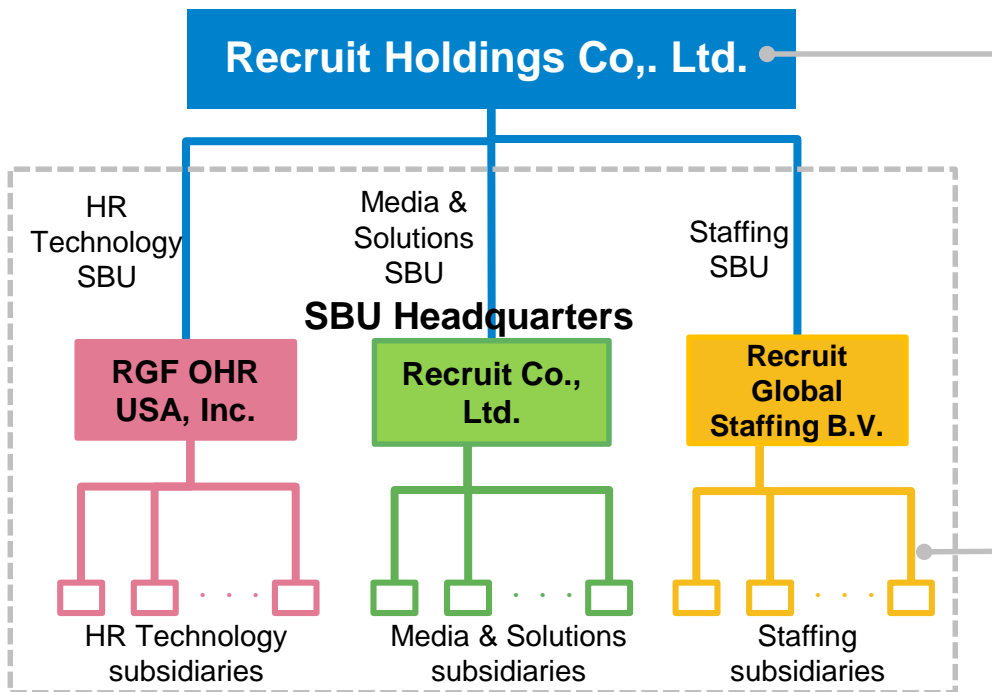 Recruit Holdings Co,. Ltd.
HR
Technology
SBU
Media &
Solutions
SBU
Staffing
SBU
SBU Headquarters
RGF OHR
USA, Inc.
Recruit Co.,
Ltd.
Recruit
Global
Staffing B.V.
· · ·
· · ·
· · ·
HR Technology
subsidiaries
Media & Solutions
subsidiaries
Staffing
subsidiaries